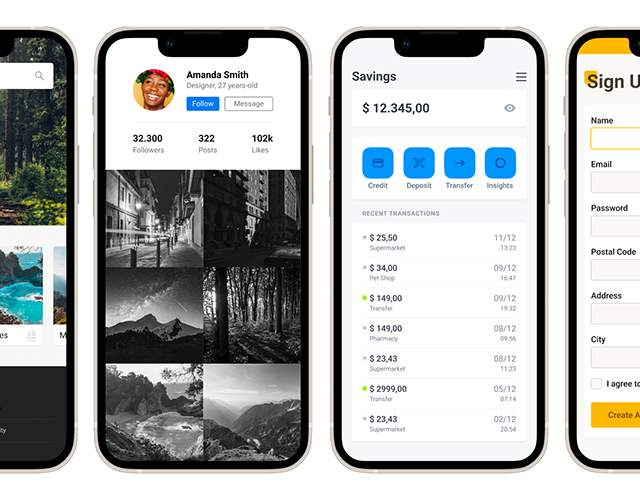 es
M
ity
Amanda Smith
Designer, 27 years-old
Follow
Message
32.300
322
102k
Followers
Posts
Likes
Savings
$ 12.345,00
Credit
Deposit
Transfer
Insights
RECENT TRANSACTIONS
$ 25,50 11/12
Supermarket 13:23
$ 34,00 09/12
Pet Shop 16:47
$ 149,00 09/12
Transfer 19:32
$ 149,00 08/12
Pharmacy 09:56
$ 23,43 08/12
Supermarket 11:23
$ 2999,00 05/12
Transfer 07:14
$ 23,43 02/12
Supermarket 20:54
Sign U
Name
Email
Password
Postal Code
Address
City
I agree to
Create A